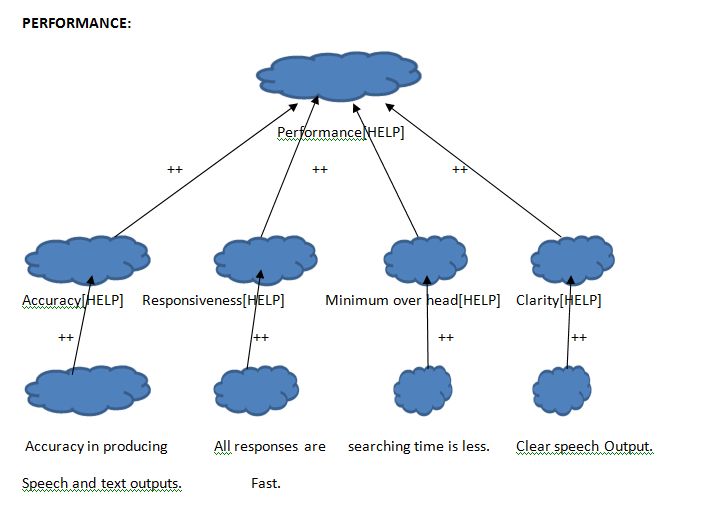 PERFORMANCE:
Performance[HELP]
++ ++ ++
Accuracy[HELP] Responsiveness[HELP] Minimum over head[HELP] Clarity[HELP]
++ ++ ++ ++
Accuracy in producing All responses are searching time is less. Clear speech Output.
Speech and text outputs. Fast.